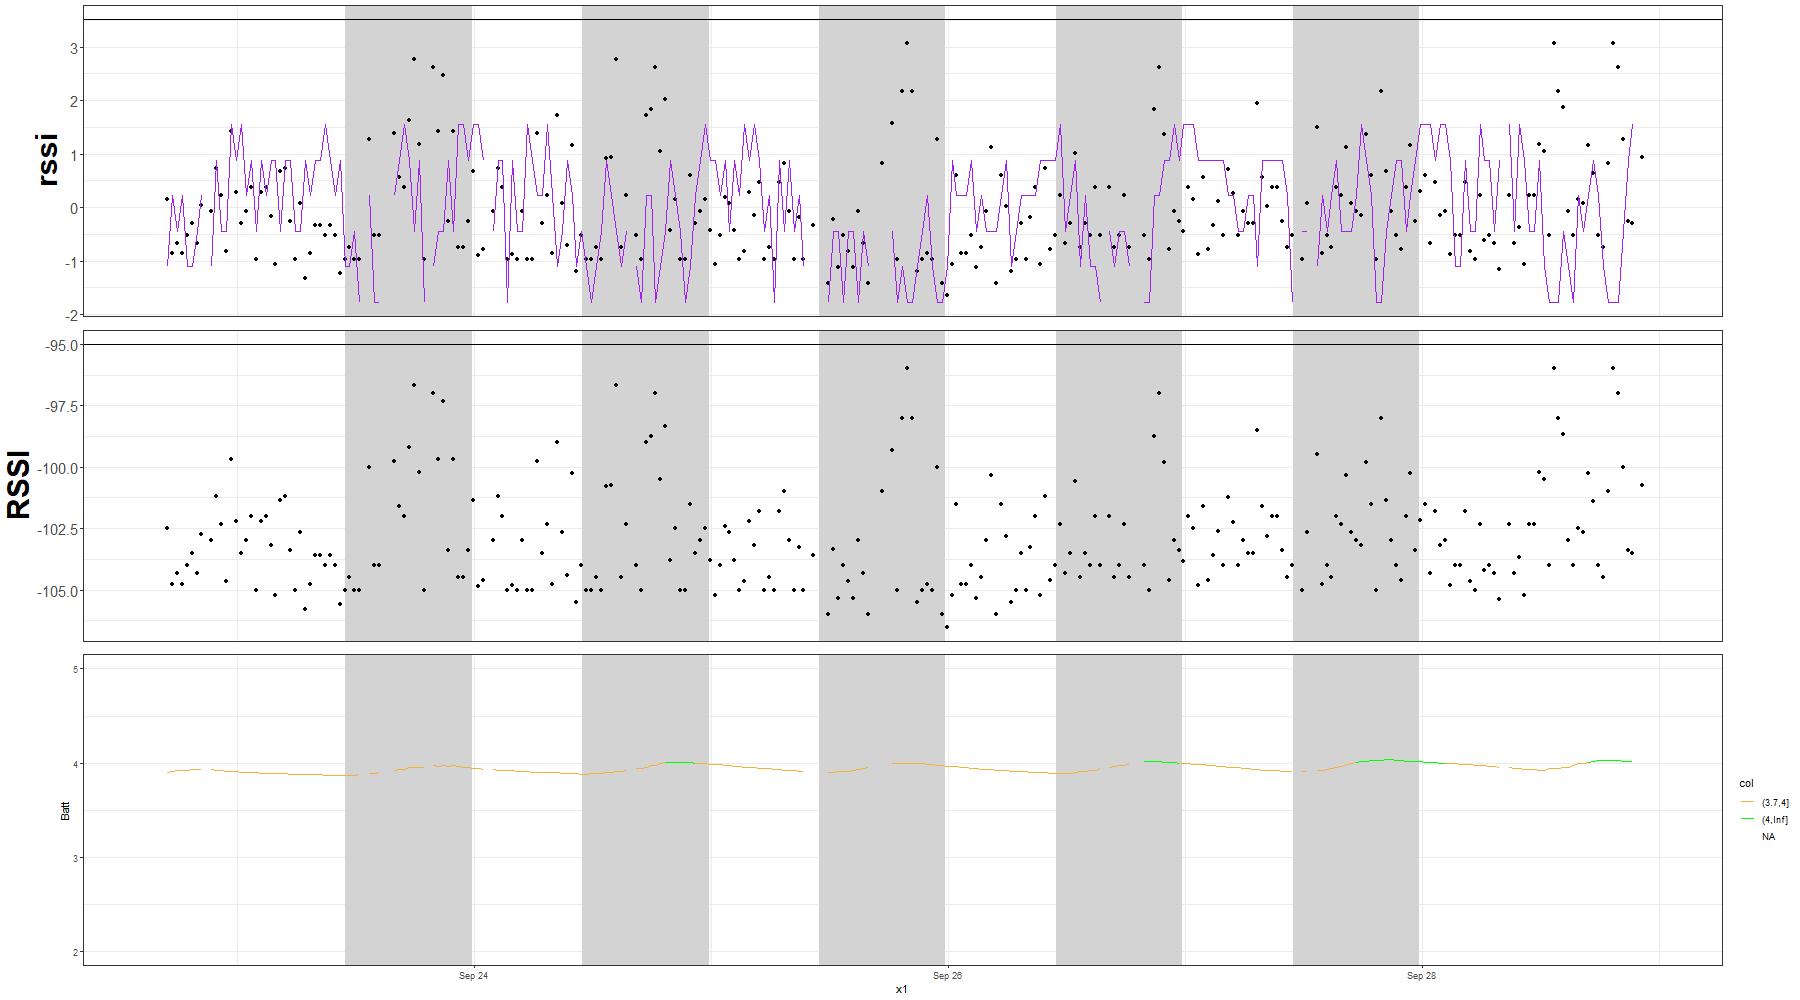 rssi
3
2
1
0
-1
-2
RSSI
-95.0
-97.5
-100.0
-102.5
-105.0
Batt
5
4
3
2
Sep 24
Sep 26
Sep 28
x1
col
(3.7,4]
(4,Inf]
NA